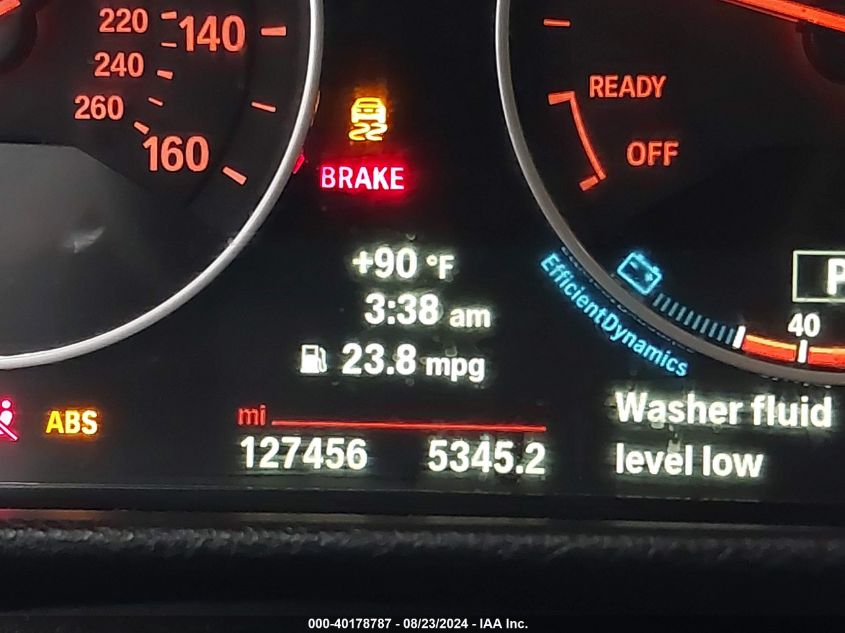 220
140
240
260
160
BRAKE
READY
OFF
+90 °F
3:38 am
23.8 mpg
EfficientDynamics
P
40
ABS
mi
127456 5345.2
Washer fluid
level low
000-40178787 - 08/23/2024 - IAA Inc.